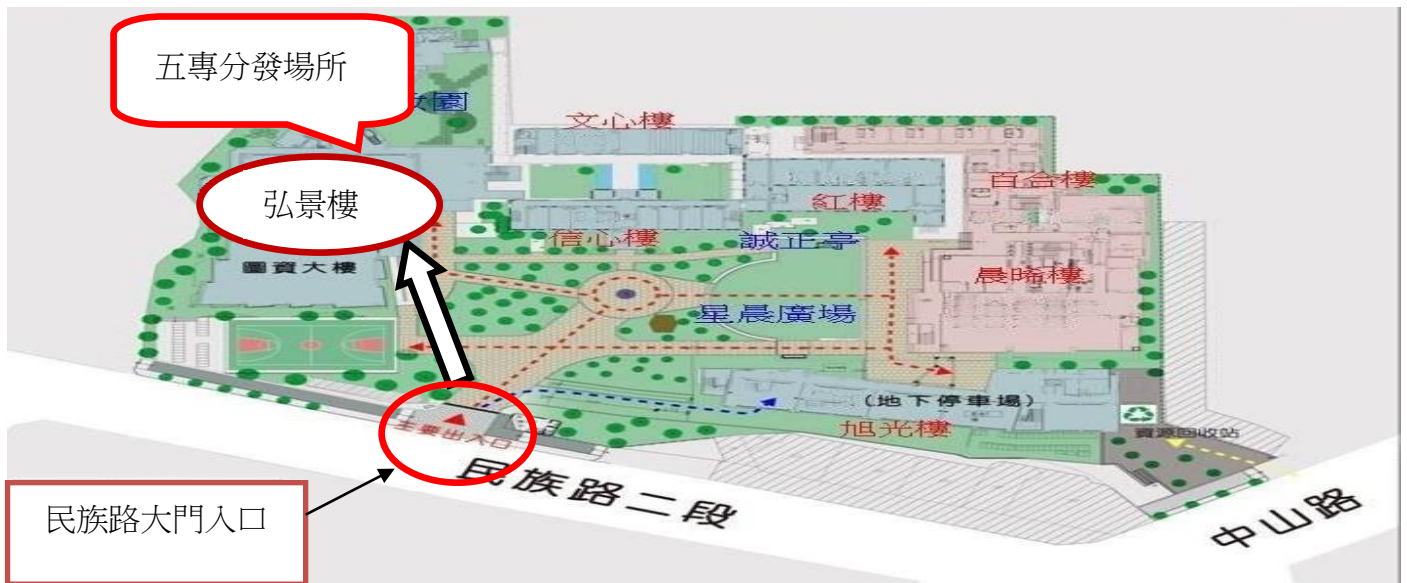 五專分發場所
園
文心樓
弘景樓
百合樓
紅樓
信心樓
誠正亭
圖資大樓
晨晞樓
星晨廣場
(地下停車場)
旭光樓
資源回收站
主要出入口
民族路二段
中山路
民族路大門入口